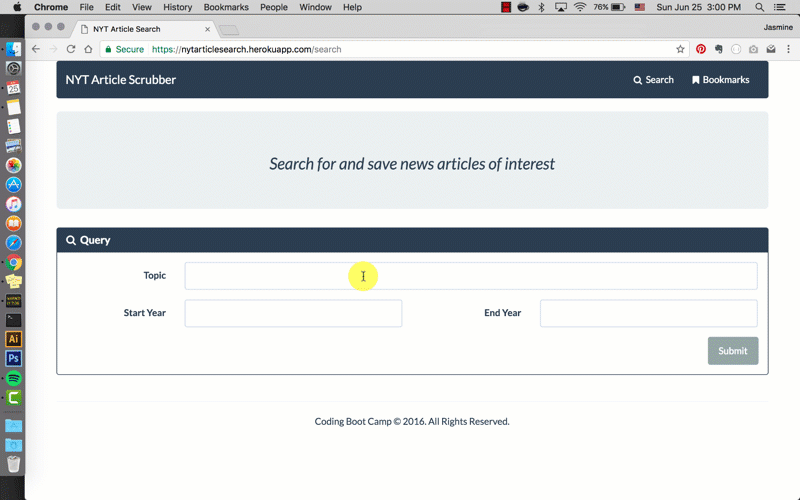 Chrome File Edit View History Bookmarks People Window Help 76% Sun Jun 25 3:00 PM
NYT Article Search Jasmine
Secure https://nytarticlesearch.herokuapp.com/search
NYT Article Scrubber Search Bookmarks
Search for and save news articles of interest
Query
Topic
Start Year End Year
Submit
Coding Boot Camp © 2016. All Rights Reserved.
Ai
Ps